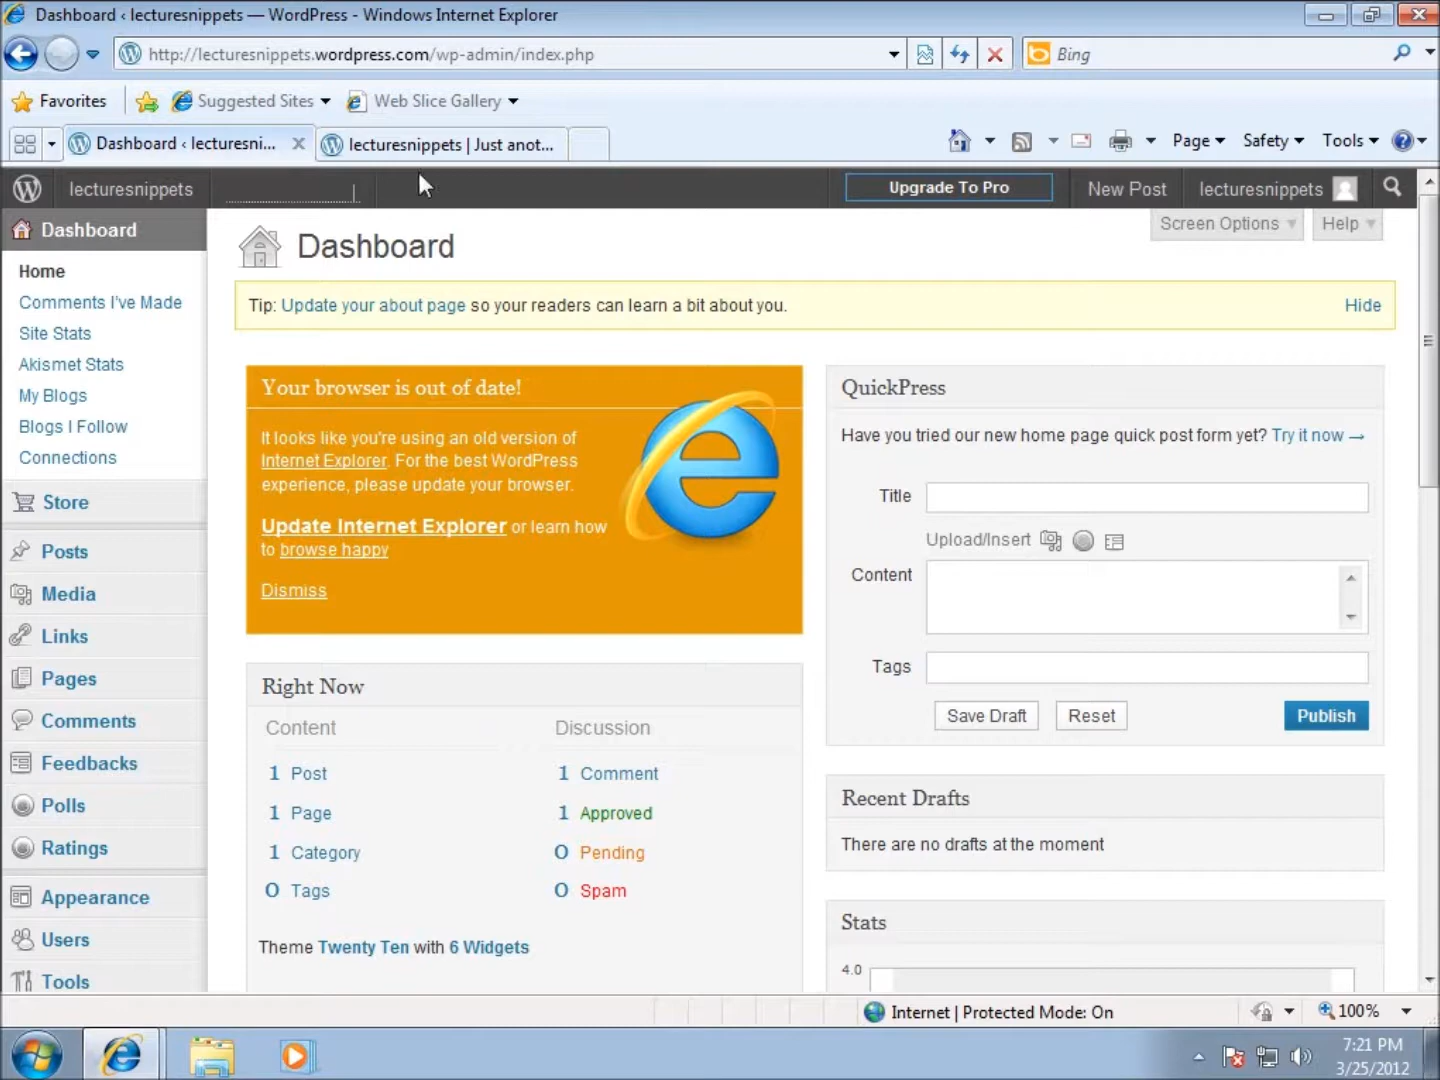 Dashboard ‹ lecturesnippets — WordPress - Windows Internet Explorer
http://lecturesnippets.wordpress.com/wp-admin/index.php
Bing
Favorites
Suggested Sites
Web Slice Gallery
Dashboard ‹ lecturesni...
lecturesnippets | Just anot...
Page
Safety
Tools
lecturesnippets
Upgrade To Pro
New Post
lecturesnippets
Dashboard
Home
Comments I've Made
Site Stats
Akismet Stats
My Blogs
Blogs I Follow
Connections
Store
Posts
Media
Links
Pages
Comments
Feedbacks
Polls
Ratings
Appearance
Users
Tools
Screen Options
Help
Dashboard
Tip: Update your about page so your readers can learn a bit about you.
Hide
Your browser is out of date!
It looks like you're using an old version of
Internet Explorer. For the best WordPress
experience, please update your browser.
Update Internet Explorer or learn how
to browse happy
Dismiss
Right Now
Content
Discussion
1 Post
1 Comment
1 Page
1 Approved
1 Category
0 Pending
0 Tags
0 Spam
Theme Twenty Ten with 6 Widgets
QuickPress
Have you tried our new home page quick post form yet? Try it now →
Title
Upload/Insert
Content
Tags
Save Draft
Reset
Publish
Recent Drafts
There are no drafts at the moment
Stats
4.0
Internet | Protected Mode: On
100%
7:21 PM
3/25/2012